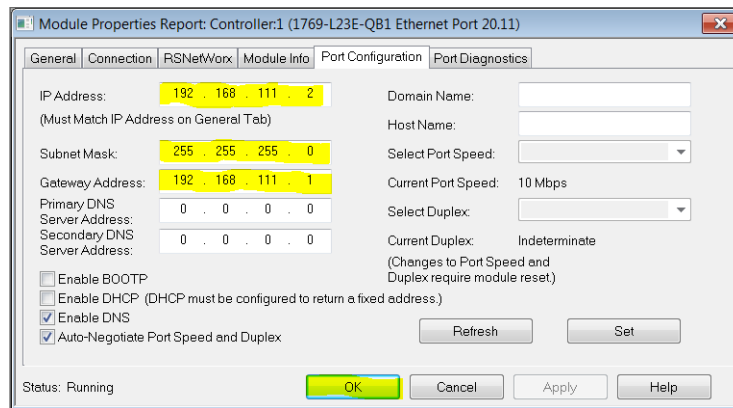 Module Properties Report: Controller:1 (1769-L23E-QB1 Ethernet Port 20.11)
General Connection RSNetWorx Module Info Port Configuration Port Diagnostics
IP Address: 192 . 168 . 111 . 2
(Must Match IP Address on General Tab)
Subnet Mask: 255 . 255 . 255 . 0
Gateway Address: 192 . 168 . 111 . 1
Primary DNS
Server Address: 0 . 0 . 0 . 0
Secondary DNS
Server Address: 0 . 0 . 0 . 0
Enable BOOTP
Enable DHCP (DHCP must be configured to return a fixed address.)
Enable DNS
Auto-Negotiate Port Speed and Duplex
Domain Name:
Host Name:
Select Port Speed:
Current Port Speed: 10 Mbps
Select Duplex:
Current Duplex: Indeterminate
(Changes to Port Speed and
Duplex require module reset.)
Refresh Set
Status: Running OK Cancel Apply Help